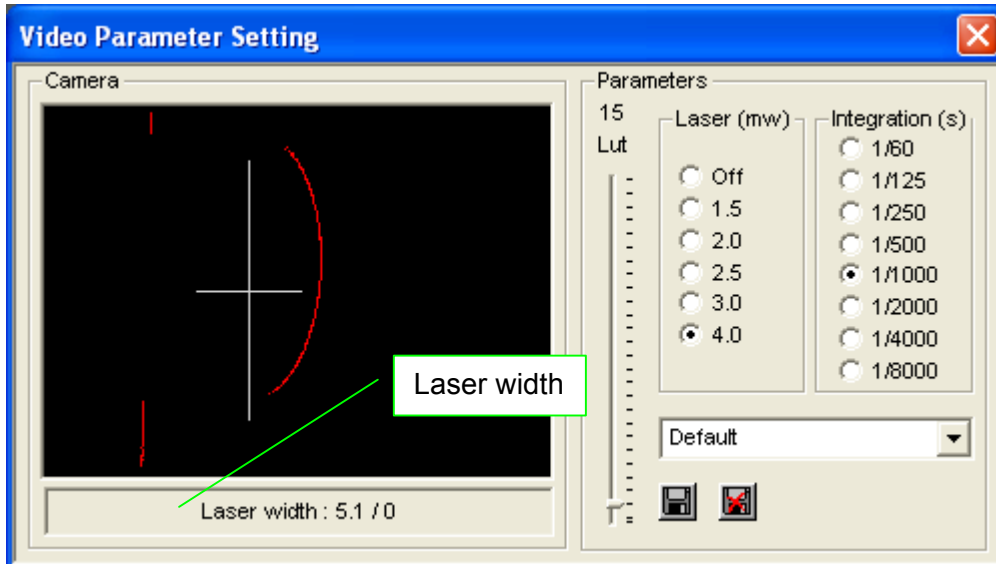 Video Parameter Setting
Camera
Laser width
Laser width : 5.1 / 0
Parameters
15
Lut
Laser (mw)
Off
1.5
2.0
2.5
3.0
4.0
Integration (s)
1/60
1/125
1/250
1/500
1/1000
1/2000
1/4000
1/8000
Default